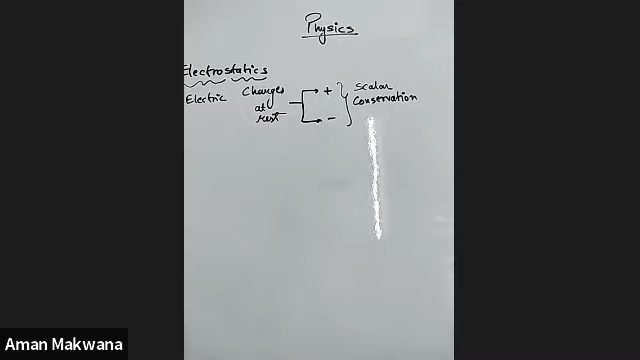 Physics
Electrostatics
Electric Charges at rest
+
-
Scalar
Conservation
Aman Makwana